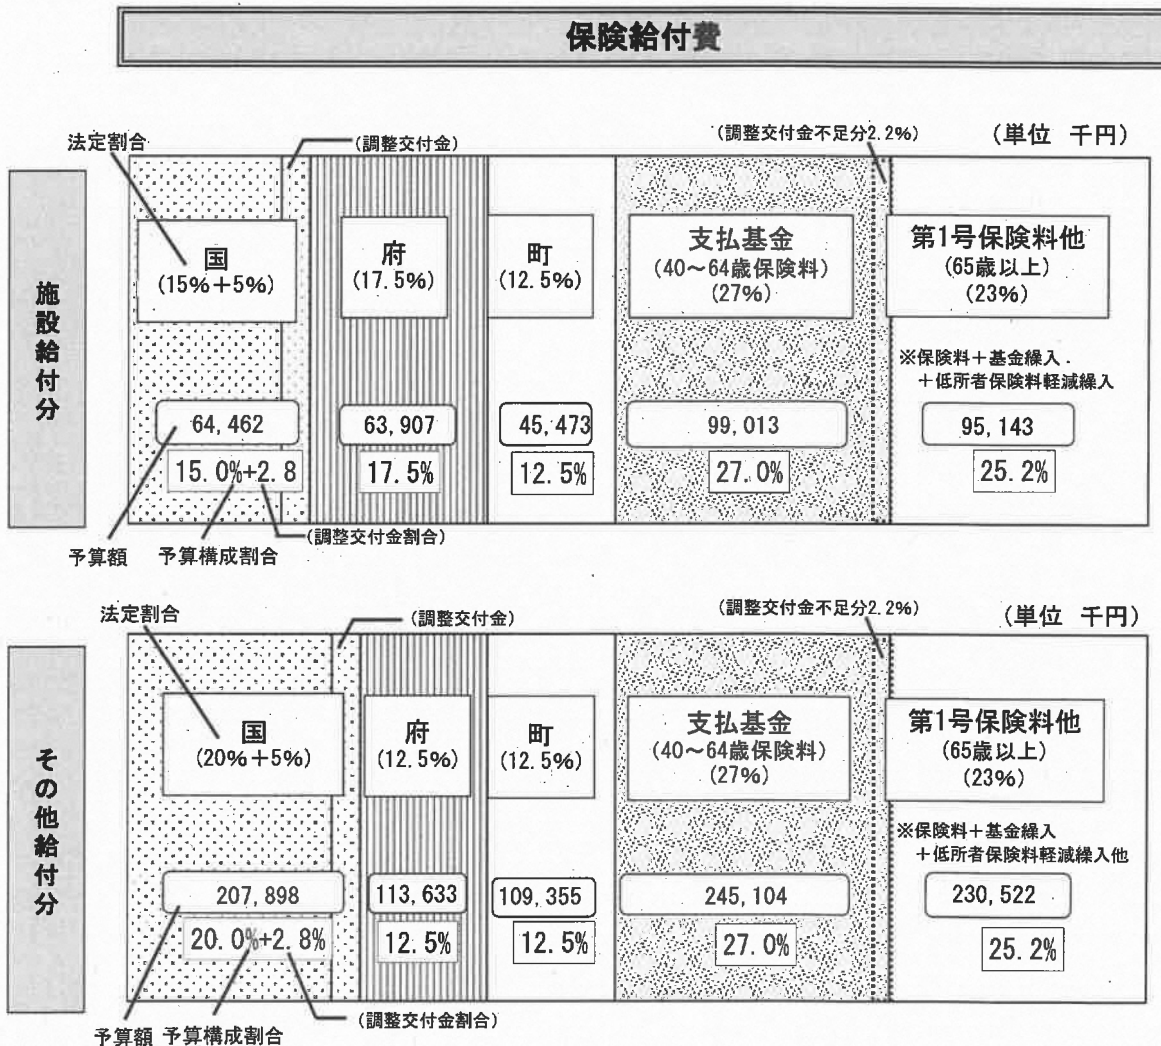 保険給付費
(単位 千円)
法定割合
(調整交付金)
(調整交付金不足分2.2%)
施設給付分
国
(15%+5%)
府
(17.5%)
町
(12.5%)
支払基金
(40~64歳保険料)
(27%)
第1号保険料他
(65歳以上)
(23%)
※保険料+基金繰入
+低所者保険料軽減繰入
64,462
63,907
45,473
99,013
95,143
15.0%+2.8
17.5%
12.5%
27.0%
25.2%
予算額
予算構成割合
(調整交付金割合)
法定割合
(調整交付金)
(調整交付金不足分2.2%)
(単位 千円)
その他給付分
国
(20%+5%)
府
(12.5%)
町
(12.5%)
支払基金
(40~64歳保険料)
(27%)
第1号保険料他
(65歳以上)
(23%)
※保険料+基金繰入
+低所者保険料軽減繰入他
207,898
113,633
109,355
245,104
230,522
20.0%+2.8%
12.5%
12.5%
27.0%
25.2%
予算額
予算構成割合
(調整交付金割合)